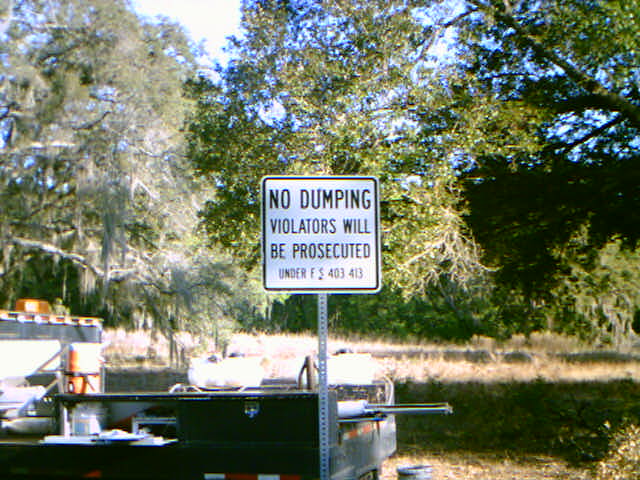 NO DUMPING
VIOLATORS WILL
BE PROSECUTED
UNDER F S 403 413